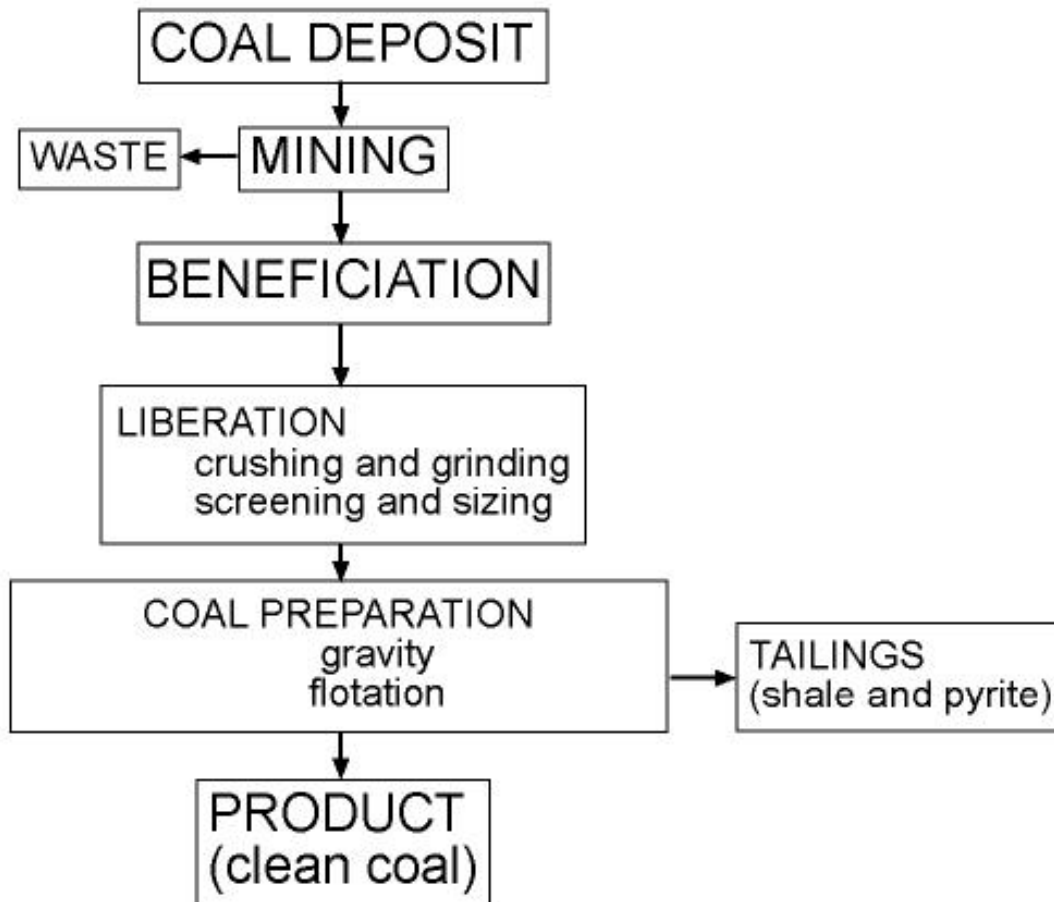 COAL DEPOSIT
WASTE
MINING
BENEFICIATION
LIBERATION
crushing and grinding
screening and sizing
COAL PREPARATION
gravity
flotation
TAILINGS
(shale and pyrite)
PRODUCT
(clean coal)